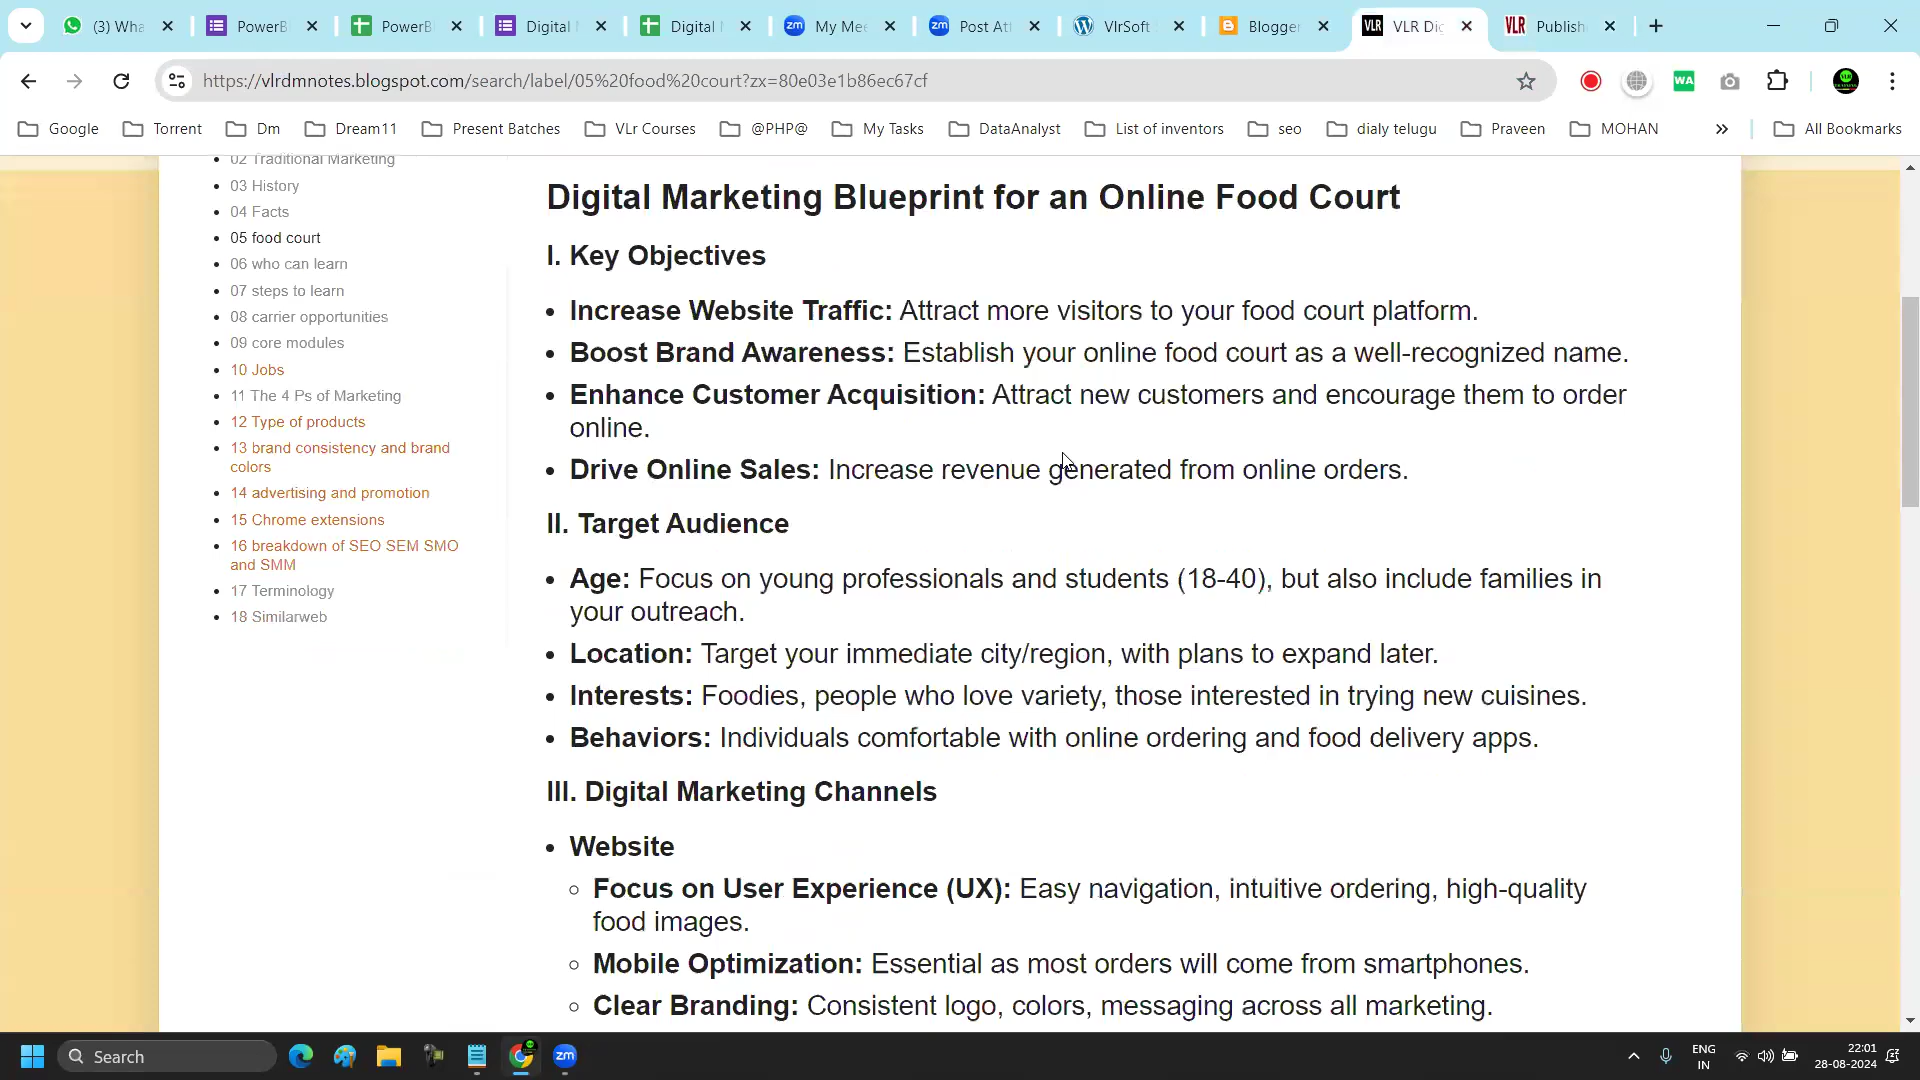 (3) Wha
PowerB
PowerB
Digital
Digital
My Me
Post Att
VlrSoft
Blogger
VLR Dig
Publish
https://vlrdmnotes.blogspot.com/search/label/05%20food%20court?zx=80e03e1b86ec67cf
WA
Google
Torrent
Dm
Dream11
Present Batches
VLr Courses
@PHP@
My Tasks
DataAnalyst
List of inventors
seo
dialy telugu
Praveen
MOHAN
All Bookmarks
02 Traditional Marketing
03 History
04 Facts
05 food court
06 who can learn
07 steps to learn
08 carrier opportunities
09 core modules
10 Jobs
11 The 4 Ps of Marketing
12 Type of products
13 brand consistency and brand
colors
14 advertising and promotion
15 Chrome extensions
16 breakdown of SEO SEM SMO
and SMM
17 Terminology
18 Similarweb
Digital Marketing Blueprint for an Online Food Court
I. Key Objectives
Increase Website Traffic: Attract more visitors to your food court platform.
Boost Brand Awareness: Establish your online food court as a well-recognized name.
Enhance Customer Acquisition: Attract new customers and encourage them to order
online.
Drive Online Sales: Increase revenue generated from online orders.
II. Target Audience
Age: Focus on young professionals and students (18-40), but also include families in
your outreach.
Location: Target your immediate city/region, with plans to expand later.
Interests: Foodies, people who love variety, those interested in trying new cuisines.
Behaviors: Individuals comfortable with online ordering and food delivery apps.
III. Digital Marketing Channels
Website
Focus on User Experience (UX): Easy navigation, intuitive ordering, high-quality
food images.
Mobile Optimization: Essential as most orders will come from smartphones.
Clear Branding: Consistent logo, colors, messaging across all marketing.
Search
zm
ENG
IN
22:01
28-08-2024